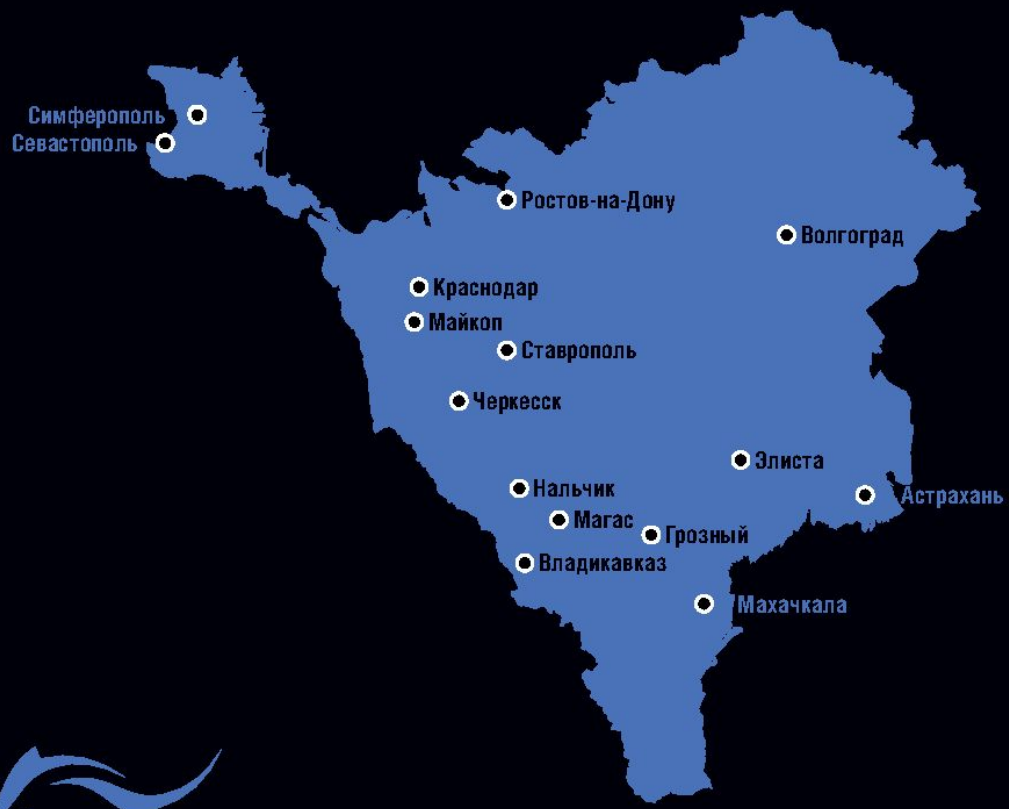 Симферополь
Севастополь
Ростов-на-Дону
Волгоград
Краснодар
Майкоп
Ставрополь
Черкесск
Элиста
Нальчик
Астрахань
Магас
Грозный
Владикавказ
Махачкала